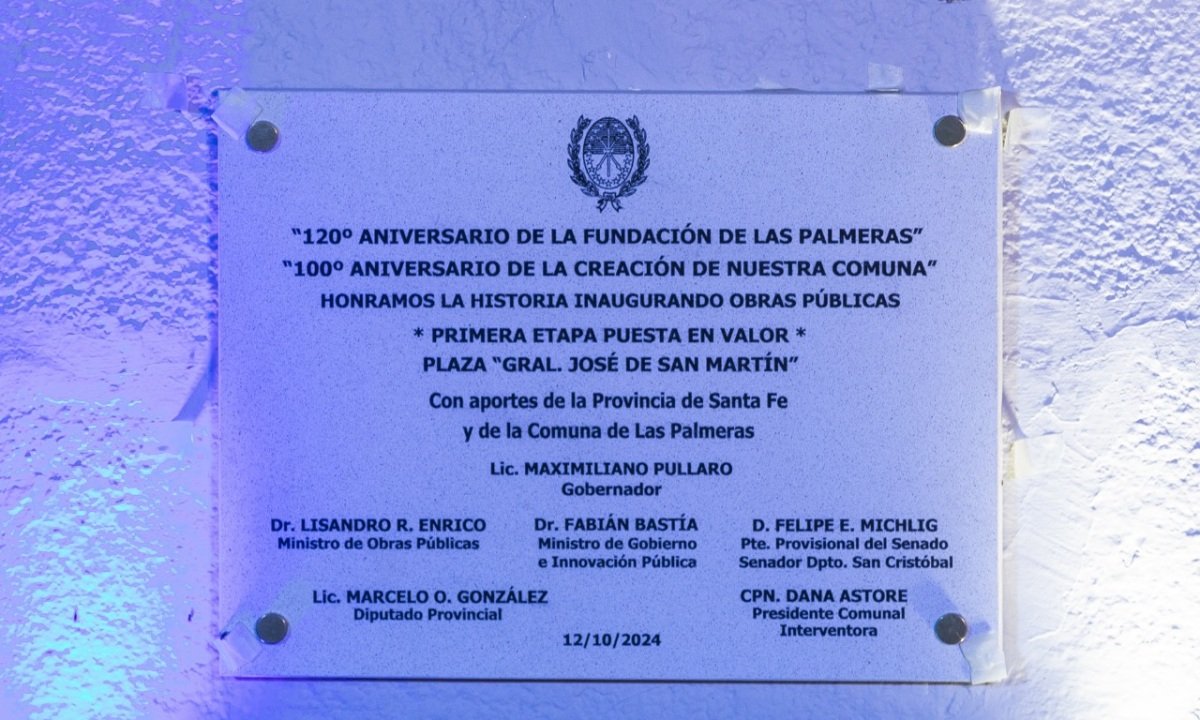 “120º ANIVERSARIO DE LA FUNDACIÓN DE LAS PALMERAS”
“100º ANIVERSARIO DE LA CREACIÓN DE NUESTRA COMUNA”
HONRAMOS LA HISTORIA INAUGURANDO OBRAS PÚBLICAS
* PRIMERA ETAPA PUESTA EN VALOR *
PLAZA “GRAL. JOSÉ DE SAN MARTÍN”
Con aportes de la Provincia de Santa Fe
y de la Comuna de Las Palmeras
Lic. MAXIMILIANO PULLARO
Gobernador
Dr. LISANDRO R. ENRICO
Ministro de Obras Públicas
Dr. FABIÁN BASTÍA
Ministro de Gobierno
e Innovación Pública
D. FELIPE E. MICHLIG
Pte. Provisional del Senado
Senador Dpto. San Cristóbal
Lic. MARCELO O. GONZÁLEZ
Diputado Provincial
CPN. DANA ASTORE
Presidente Comunal
Interventora
12/10/2024